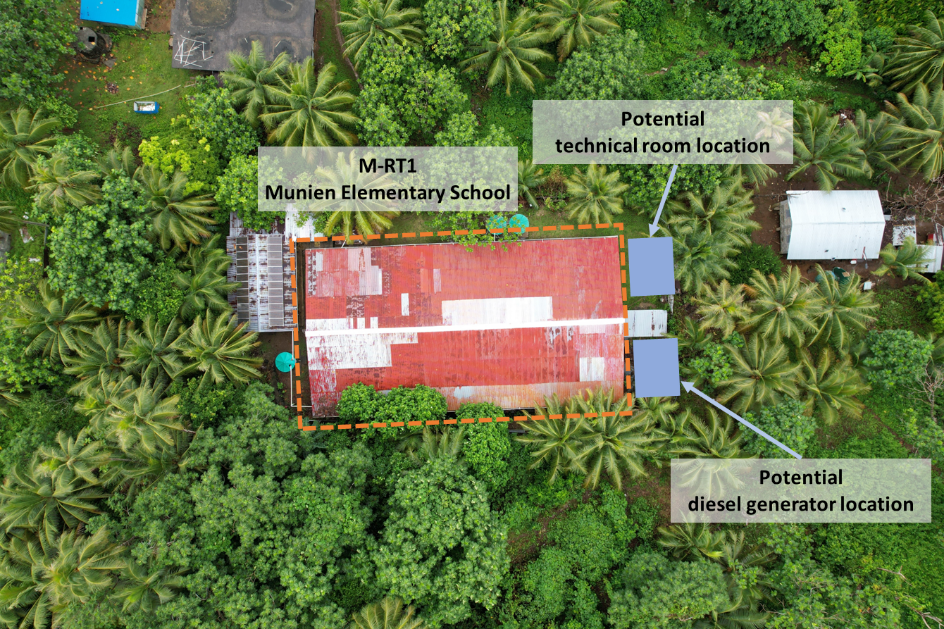 Potential
technical room location
M-RT1
Munien Elementary School
Potential
diesel generator location